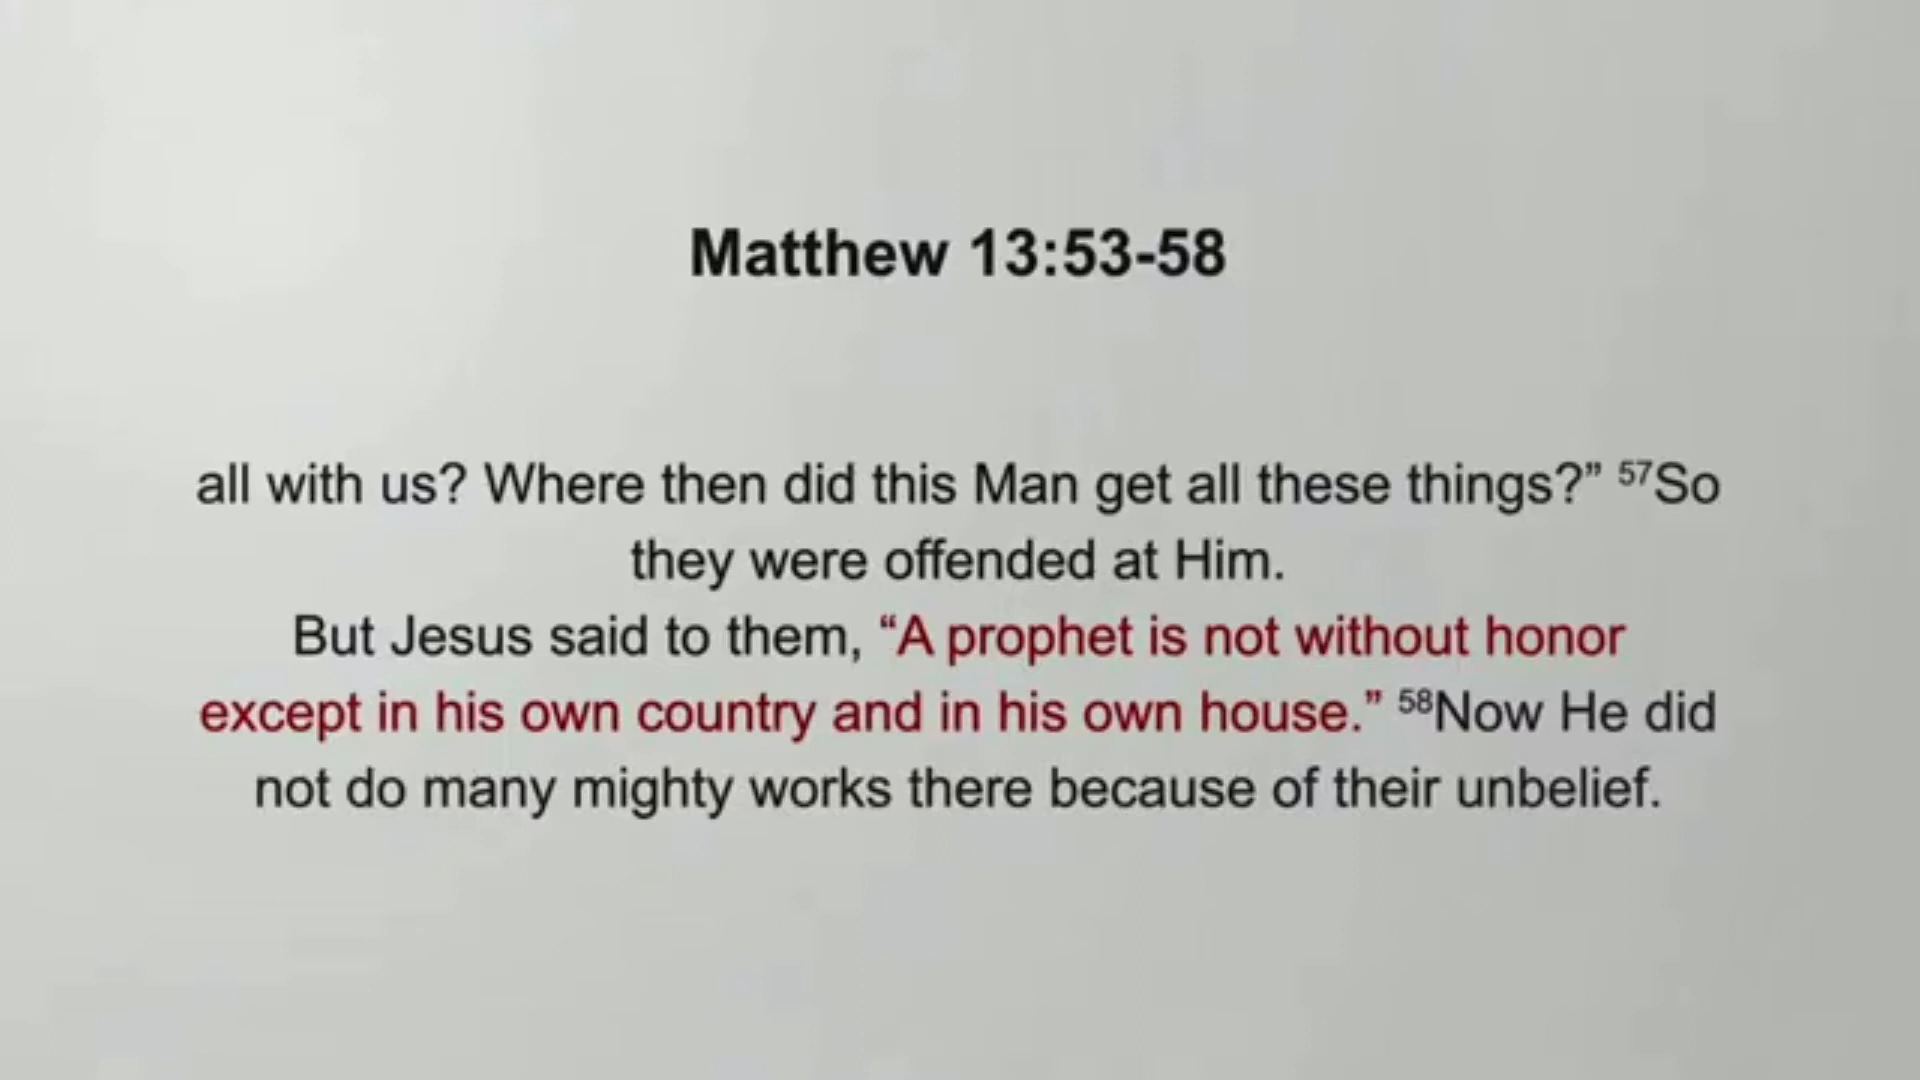 Matthew 13:53-58
all with us? Where then did this Man get all these things?” ⁵⁷So
they were offended at Him.
But Jesus said to them, “A prophet is not without honor
except in his own country and in his own house.” ⁵⁸Now He did
not do many mighty works there because of their unbelief.